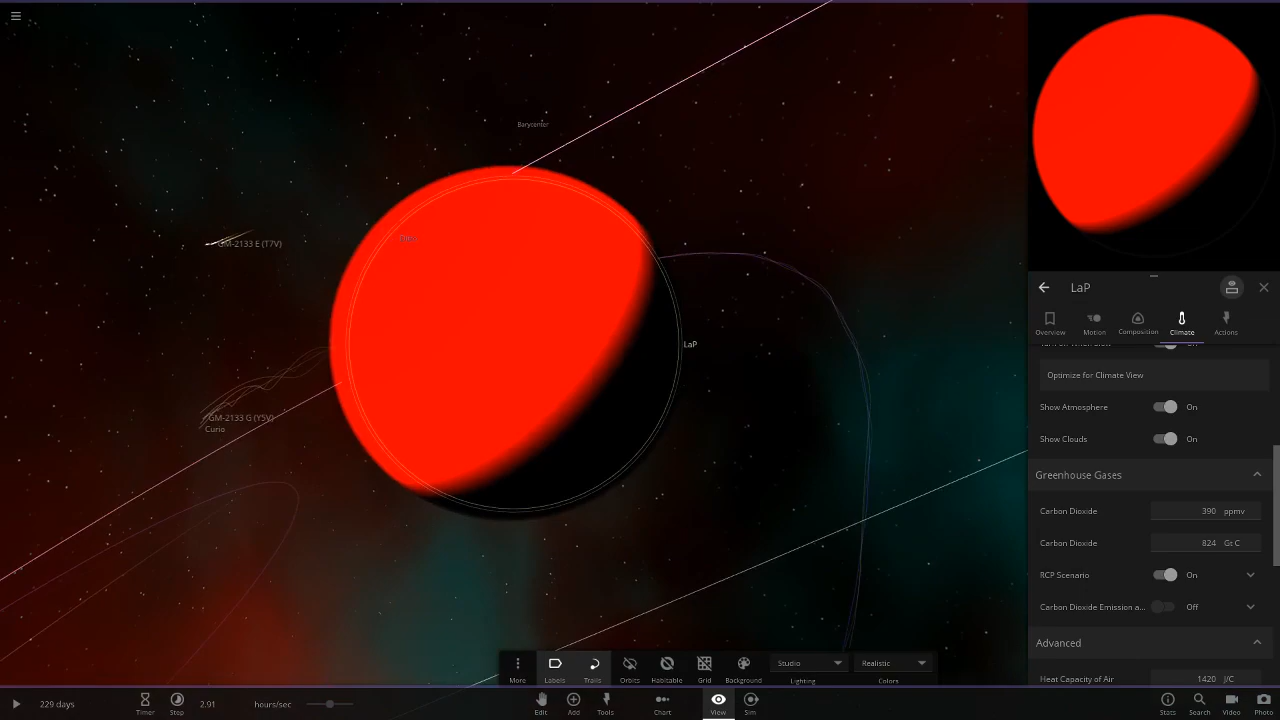 Barycenter
GM-2133 E (T7V)
LaP
GM-2133 G (Y5V)
Curio
LaP
Overview
Motion
Composition
Climate
Actions
Optimize for Climate View
Show Atmosphere On
Show Clouds On
Greenhouse Gases
Carbon Dioxide 390 ppmv
Carbon Dioxide 824 Gt C
RCP Scenario On
Carbon Dioxide Emission a... Off
Advanced
Heat Capacity of Air 1420 J/C
More
Labels
Trails
Orbits
Habitable
Grid
Background
Studio
Lighting
Realistic
Colors
229 days
Timer
Step
2.91
hours/sec
Edit
Add
Tools
Chart
View
Sim
Stats
Search
Video
Photo